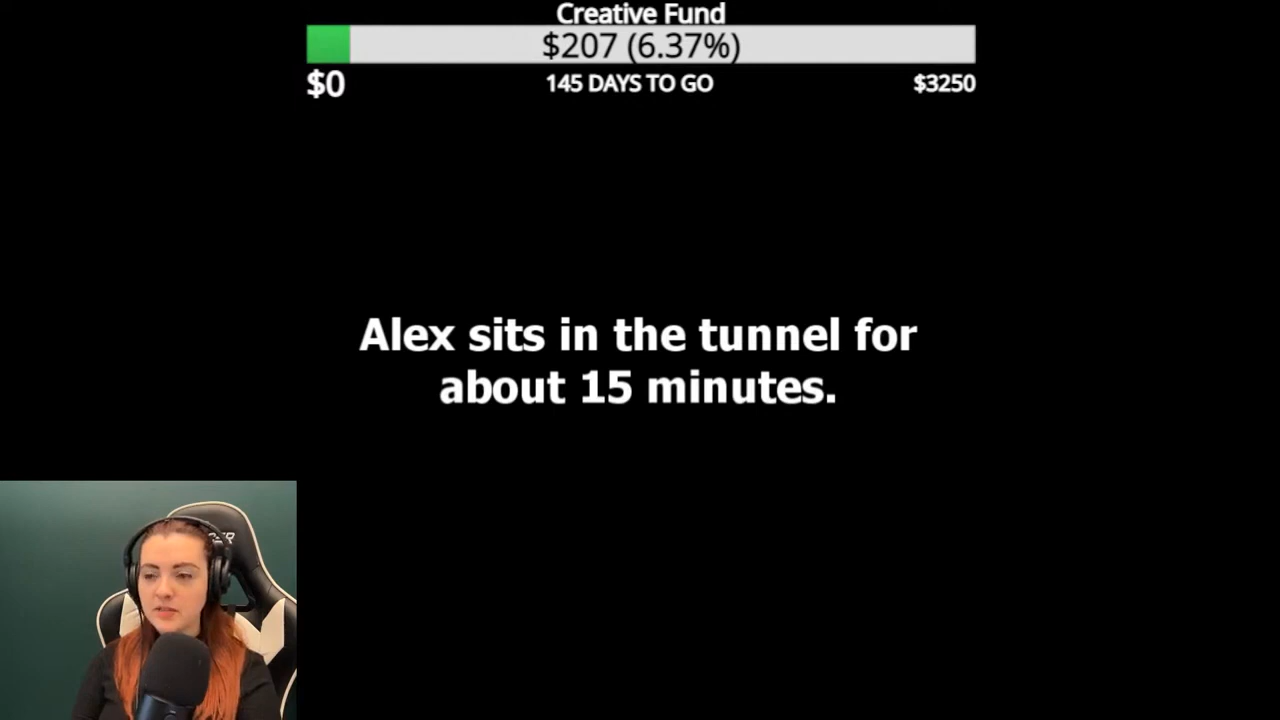 Creative Fund
$207 (6.37%)
$0
145 DAYS TO GO
$3250
Alex sits in the tunnel for
about 15 minutes.